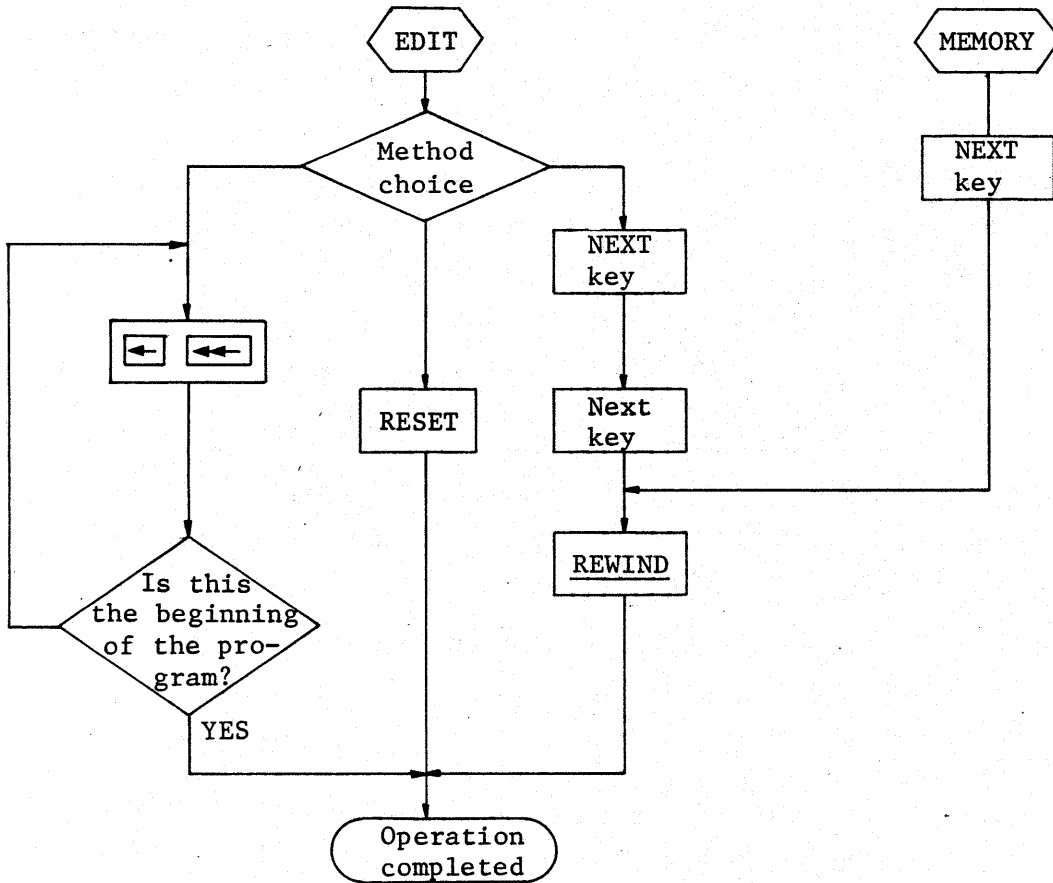 EDIT
MEMORY
Method
choice
NEXT
key
NEXT
key
RESET
Next
key
REWIND
Is this
the beginning
of the pro-
gram?
YES
Operation
completed